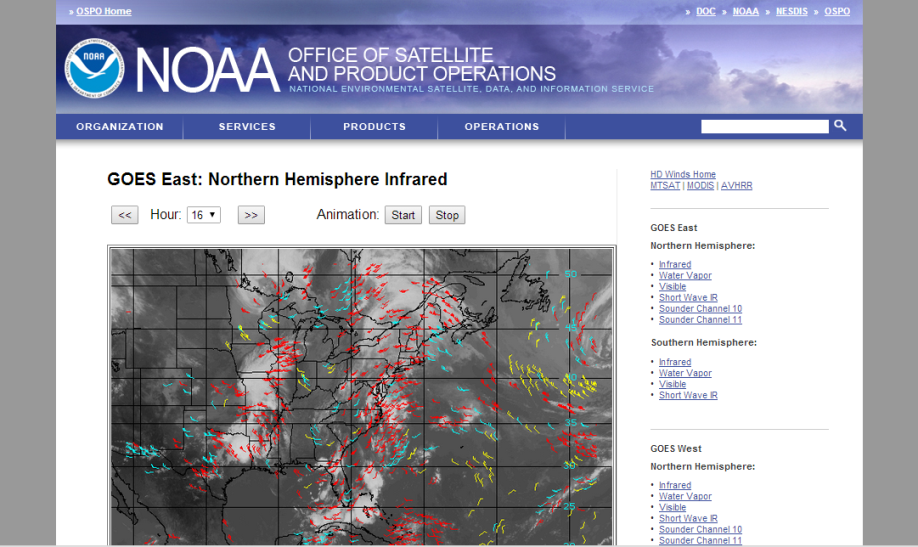 » OSPO Home
» DOC » NOAA » NESDIS » OSPO
NOAA
NOAA
OFFICE OF SATELLITE
AND PRODUCT OPERATIONS
NATIONAL ENVIRONMENTAL SATELLITE, DATA, AND INFORMATION SERVICE
ORGANIZATION
SERVICES
PRODUCTS
OPERATIONS
GOES East: Northern Hemisphere Infrared
<< Hour: 16 >> Animation: Start Stop
50
35
30
25
HD Winds Home
MTSAT | MODIS | AVHRR
GOES East
Northern Hemisphere:
• Infrared
• Water Vapor
• Visible
• Short Wave IR
• Sounder Channel 10
• Sounder Channel 11
Southern Hemisphere:
• Infrared
• Water Vapor
• Visible
• Short Wave IR
GOES West
Northern Hemisphere:
• Infrared
• Water Vapor
• Visible
• Short Wave IR
• Sounder Channel 10
• Sounder Channel 11